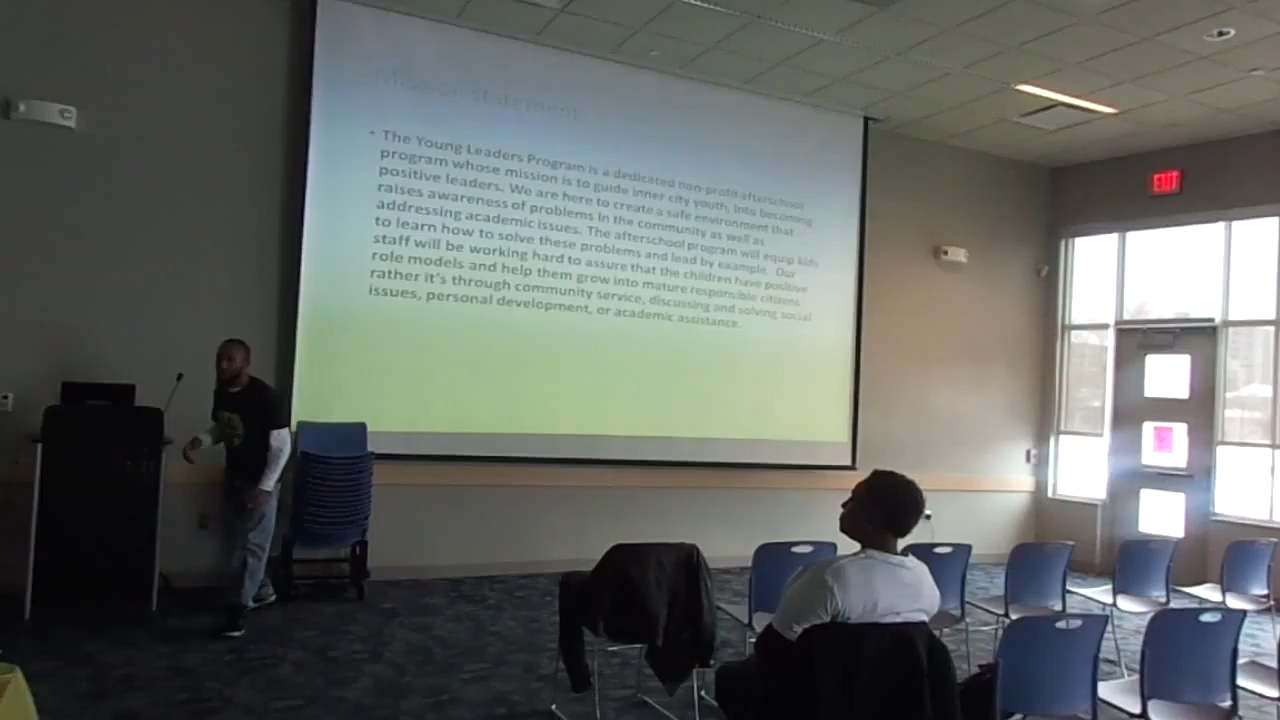 Mission Statement
• The Young Leaders Program is a dedicated non-profit afterschool
program whose mission is to guide inner city youth, into becoming
positive leaders. We are here to create a safe environment that
raises awareness of problems in the community as well as
addressing academic issues. The afterschool program will equip kids
to learn how to solve these problems and lead by example. Our
staff will be working hard to assure that the children have positive
role models and help them grow into mature responsible citizens
rather it's through community service, discussing and solving social
issues, personal development, or academic assistance.
EXIT